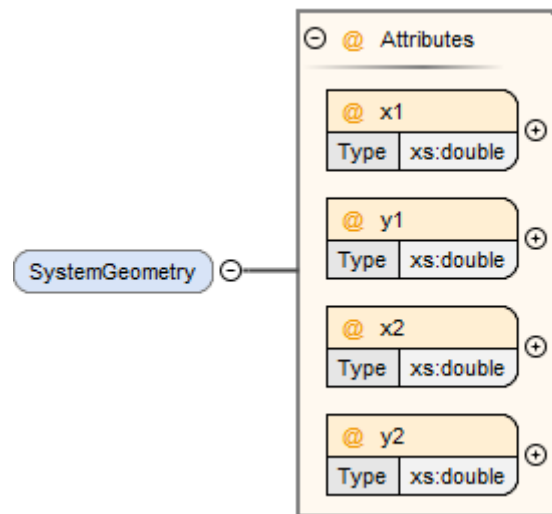 @ Attributes
@ x1
Type xs:double
@ y1
Type xs:double
SystemGeometry
@ x2
Type xs:double
@ y2
Type xs:double